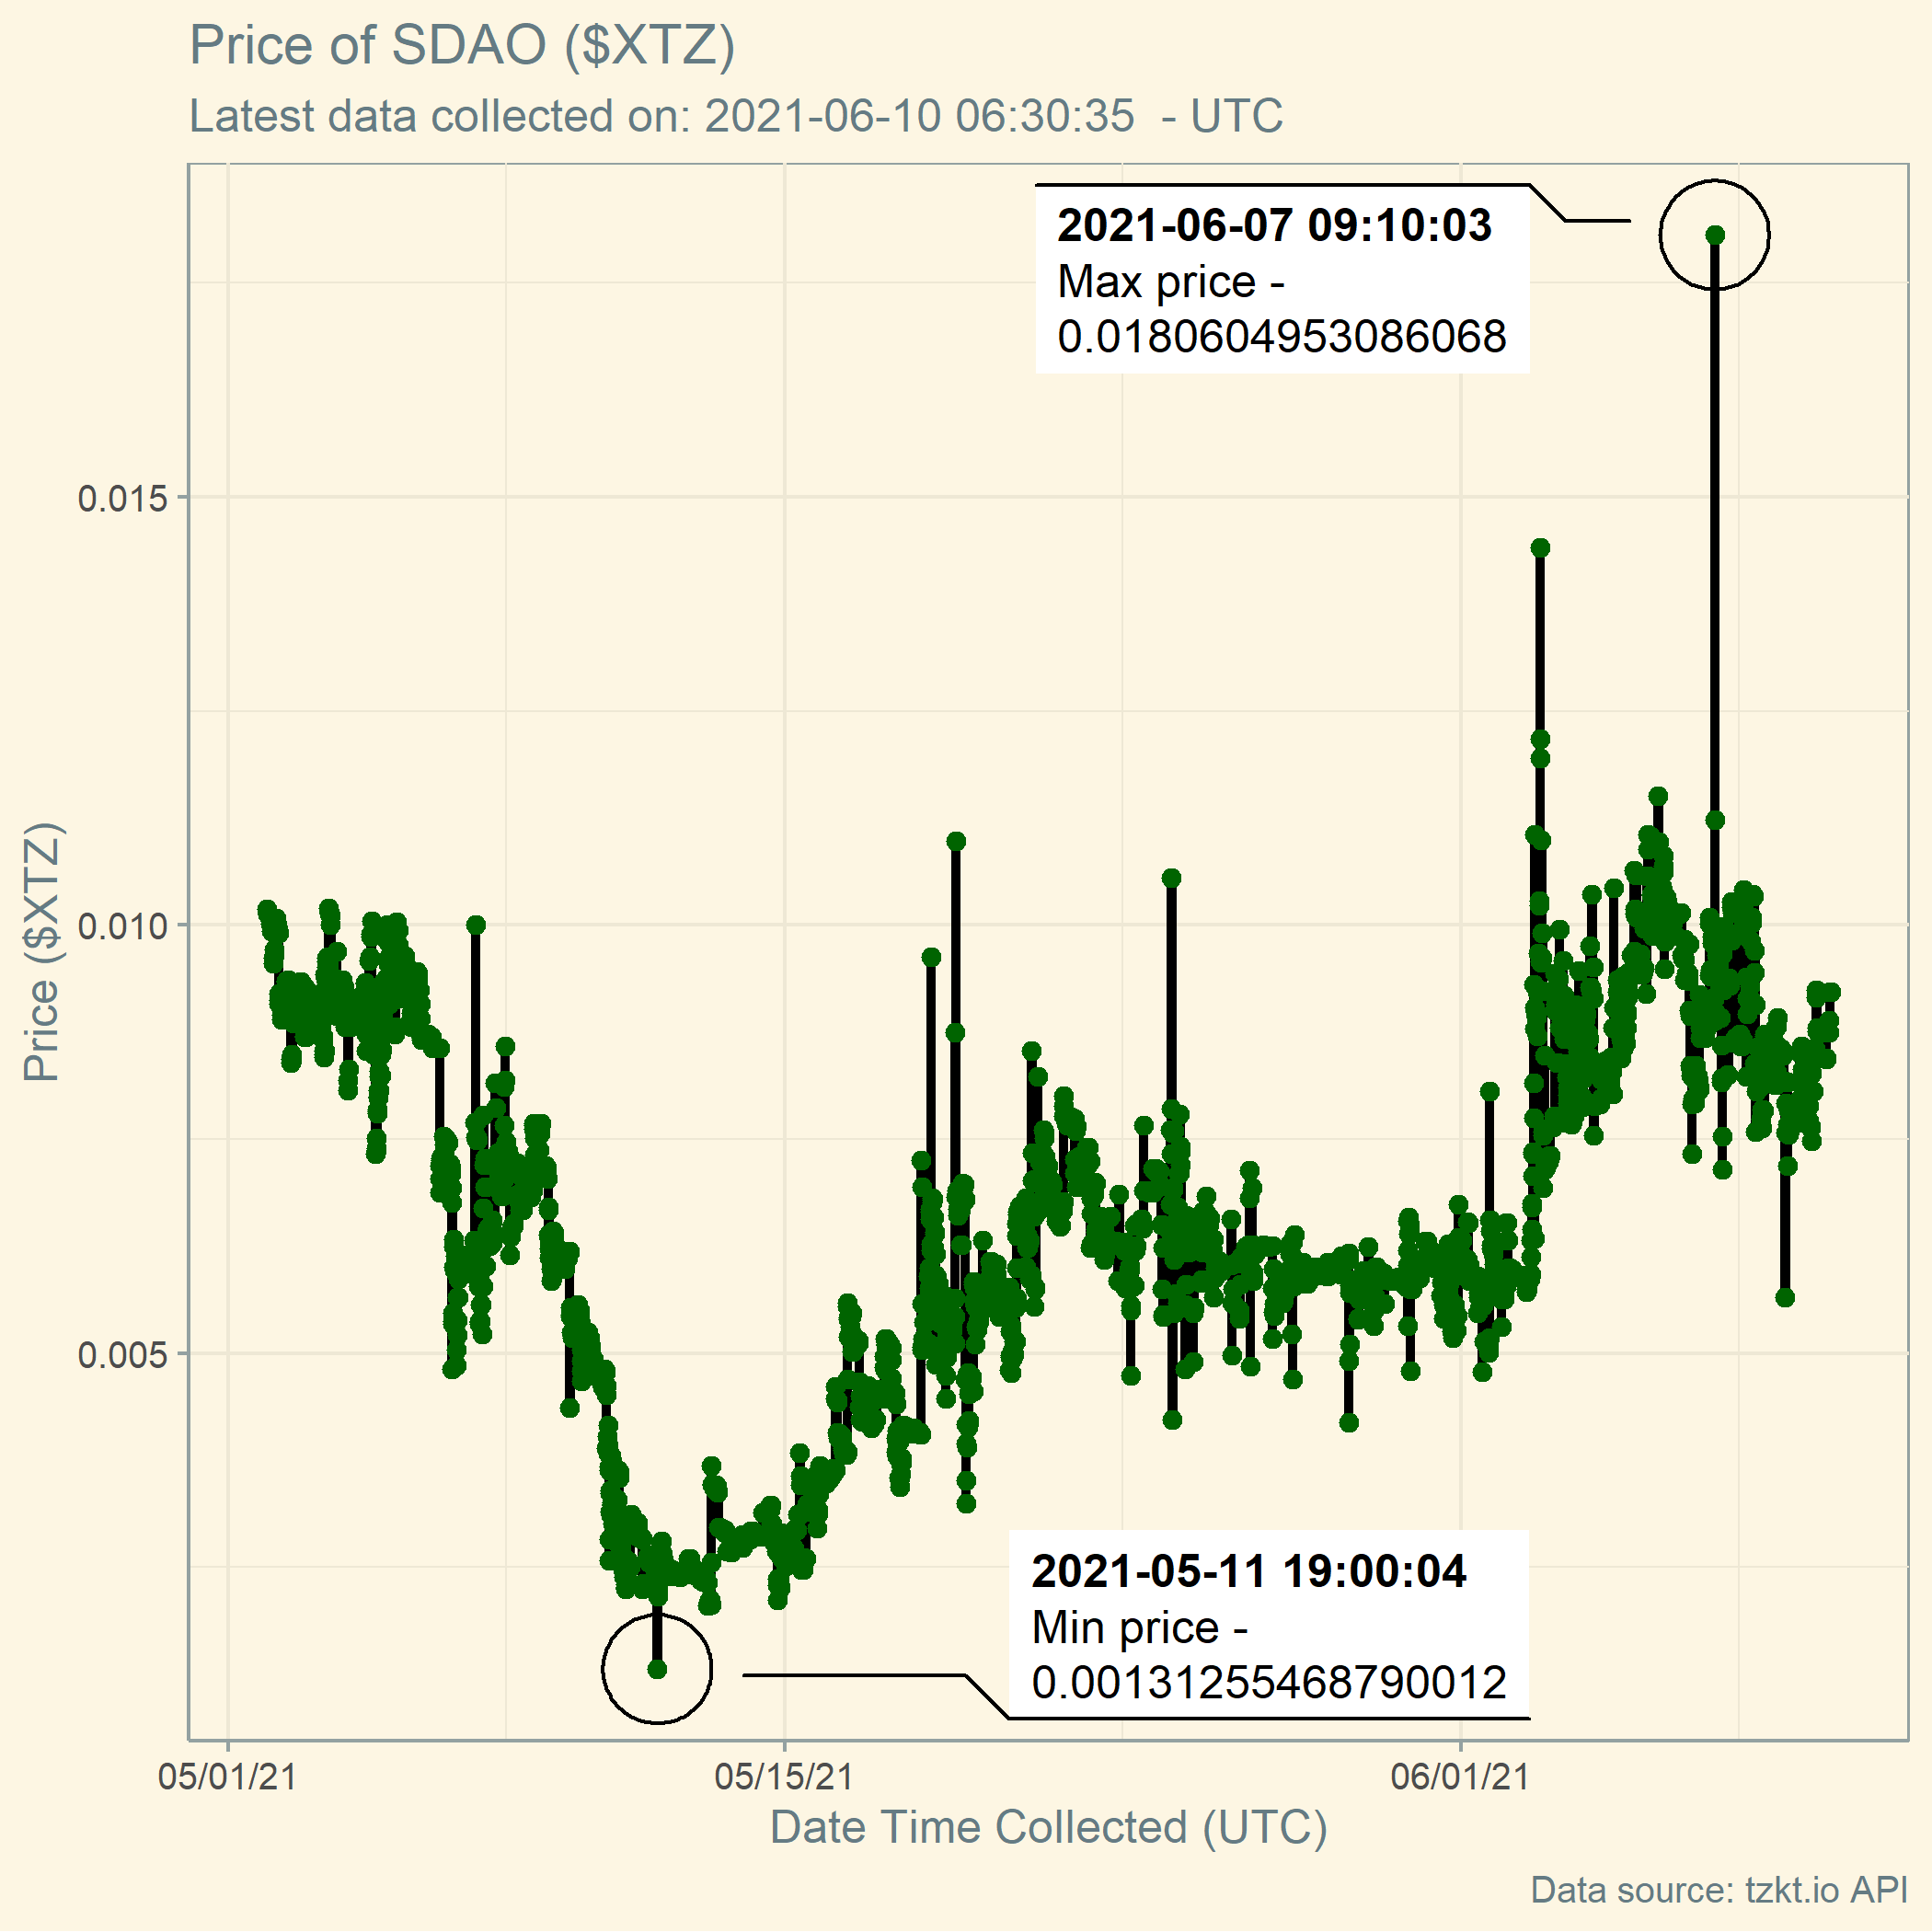 Price of SDAO ($XTZ)
Latest data collected on: 2021-06-10 06:30:35  - UTC
2021-06-07 09:10:03
Max price -
0.0180604953086068
0.015
0.010
0.005
Price ($XTZ)
2021-05-11 19:00:04
Min price -
0.00131255468790012
05/01/21
05/15/21
06/01/21
Date Time Collected (UTC)
Data source: tzkt.io API